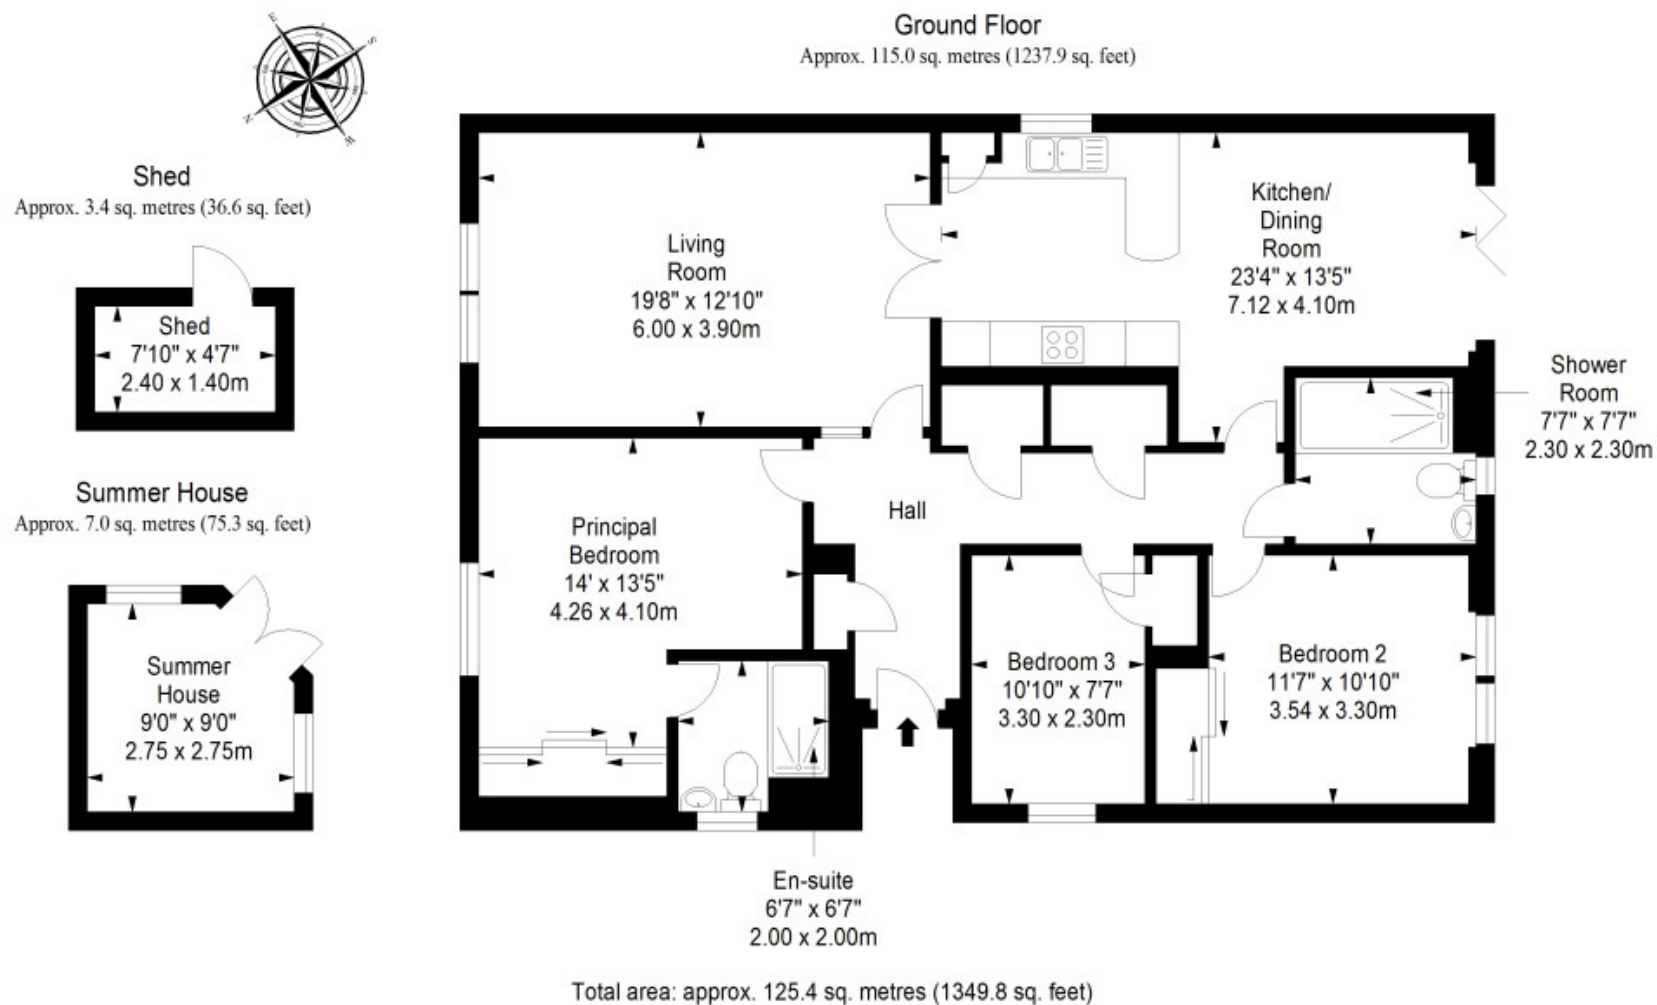 Ground Floor
Approx. 115.0 sq. metres (1237.9 sq. feet)
E
S
N
W
Shed
Approx. 3.4 sq. metres (36.6 sq. feet)
Shed
7'10" x 4'7"
2.40 x 1.40m
Summer House
Approx. 7.0 sq. metres (75.3 sq. feet)
Summer
House
9'0" x 9'0"
2.75 x 2.75m
Living
Room
19'8" x 12'10"
6.00 x 3.90m
Kitchen/
Dining
Room
23'4" x 13'5"
7.12 x 4.10m
Shower
Room
7'7" x 7'7"
2.30 x 2.30m
Hall
Principal
Bedroom
14' x 13'5"
4.26 x 4.10m
Bedroom 3
10'10" x 7'7"
3.30 x 2.30m
Bedroom 2
11'7" x 10'10"
3.54 x 3.30m
En-suite
6'7" x 6'7"
2.00 x 2.00m
Total area: approx. 125.4 sq. metres (1349.8 sq. feet)